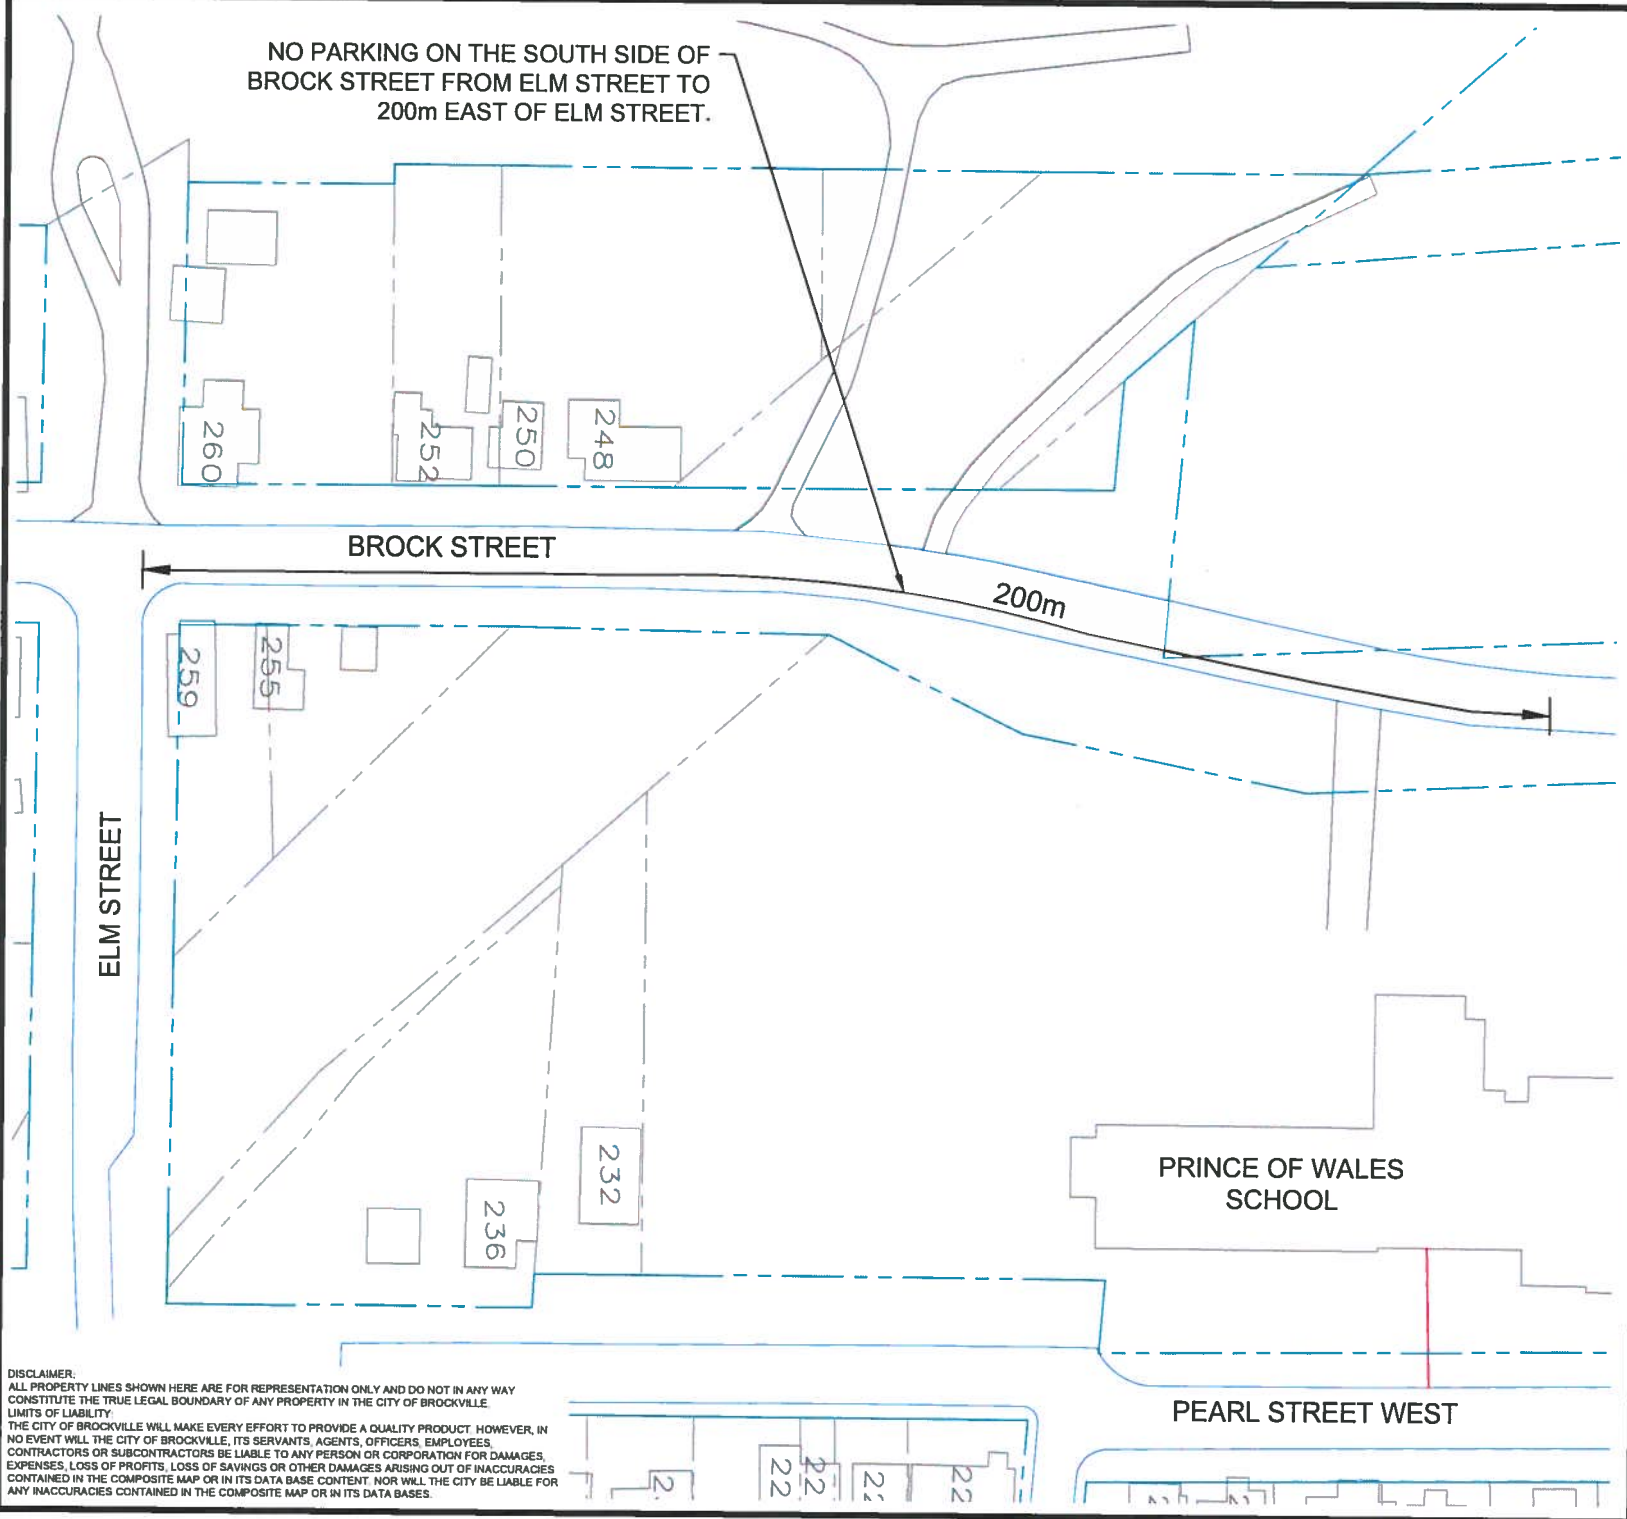 NO PARKING ON THE SOUTH SIDE OF
BROCK STREET FROM ELM STREET TO
200m EAST OF ELM STREET.
260
252
250
248
BROCK STREET
200m
259
255
ELM STREET
232
236
PRINCE OF WALES
SCHOOL
PEARL STREET WEST
DISCLAIMER:
ALL PROPERTY LINES SHOWN HERE ARE FOR REPRESENTATION ONLY AND DO NOT IN ANY WAY
CONSTITUTE THE TRUE LEGAL BOUNDARY OF ANY PROPERTY IN THE CITY OF BROCKVILLE.
LIMITS OF LIABILITY:
THE CITY OF BROCKVILLE WILL MAKE EVERY EFFORT TO PROVIDE A QUALITY PRODUCT. HOWEVER, IN
NO EVENT WILL THE CITY OF BROCKVILLE, ITS SERVANTS, AGENTS, OFFICERS, EMPLOYEES,
CONTRACTORS OR SUBCONTRACTORS BE LIABLE TO ANY PERSON OR CORPORATION FOR DAMAGES,
EXPENSES, LOSS OF PROFITS, LOSS OF SAVINGS OR OTHER DAMAGES ARISING OUT OF INACCURACIES
CONTAINED IN THE COMPOSITE MAP OR IN ITS DATA BASE CONTENT. NOR WILL THE CITY BE LIABLE FOR
ANY INACCURACIES CONTAINED IN THE COMPOSITE MAP OR IN ITS DATA BASES.